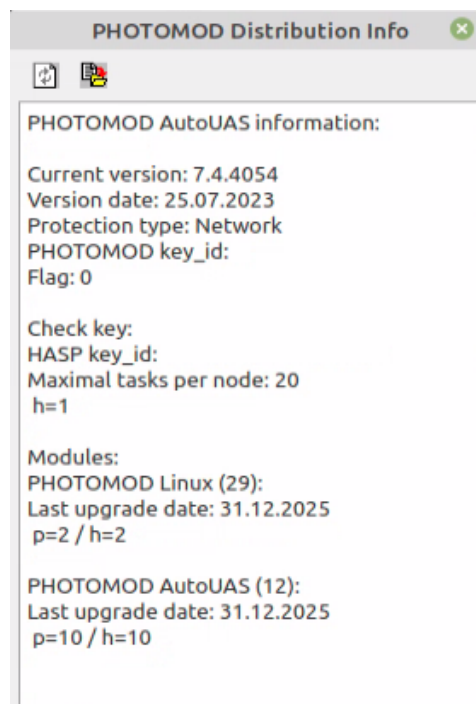 PHOTOMOD Distribution Info
PHOTOMOD AutoUAS information:
Current version: 7.4.4054
Version date: 25.07.2023
Protection type: Network
PHOTOMOD key_id:
Flag: 0
Check key:
HASP key_id:
Maximal tasks per node: 20
h=1
Modules:
PHOTOMOD Linux (29):
Last upgrade date: 31.12.2025
p=2 / h=2
PHOTOMOD AutoUAS (12):
Last upgrade date: 31.12.2025
p=10 / h=10